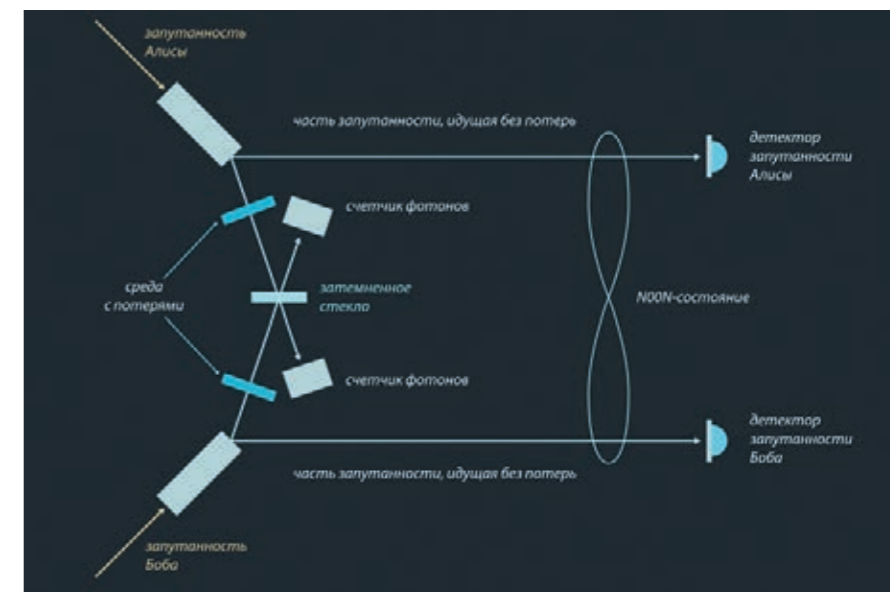 запутанность
Алисы
часть запутанности, идущая без потерь
детектор
запутанности
Алисы
счетчик фотонов
среда
с потерями
затемненное
стекло
N00N-состояние
счетчик фотонов
детектор
запутанности
Боба
часть запутанности, идущая без потерь
запутанность
Боба